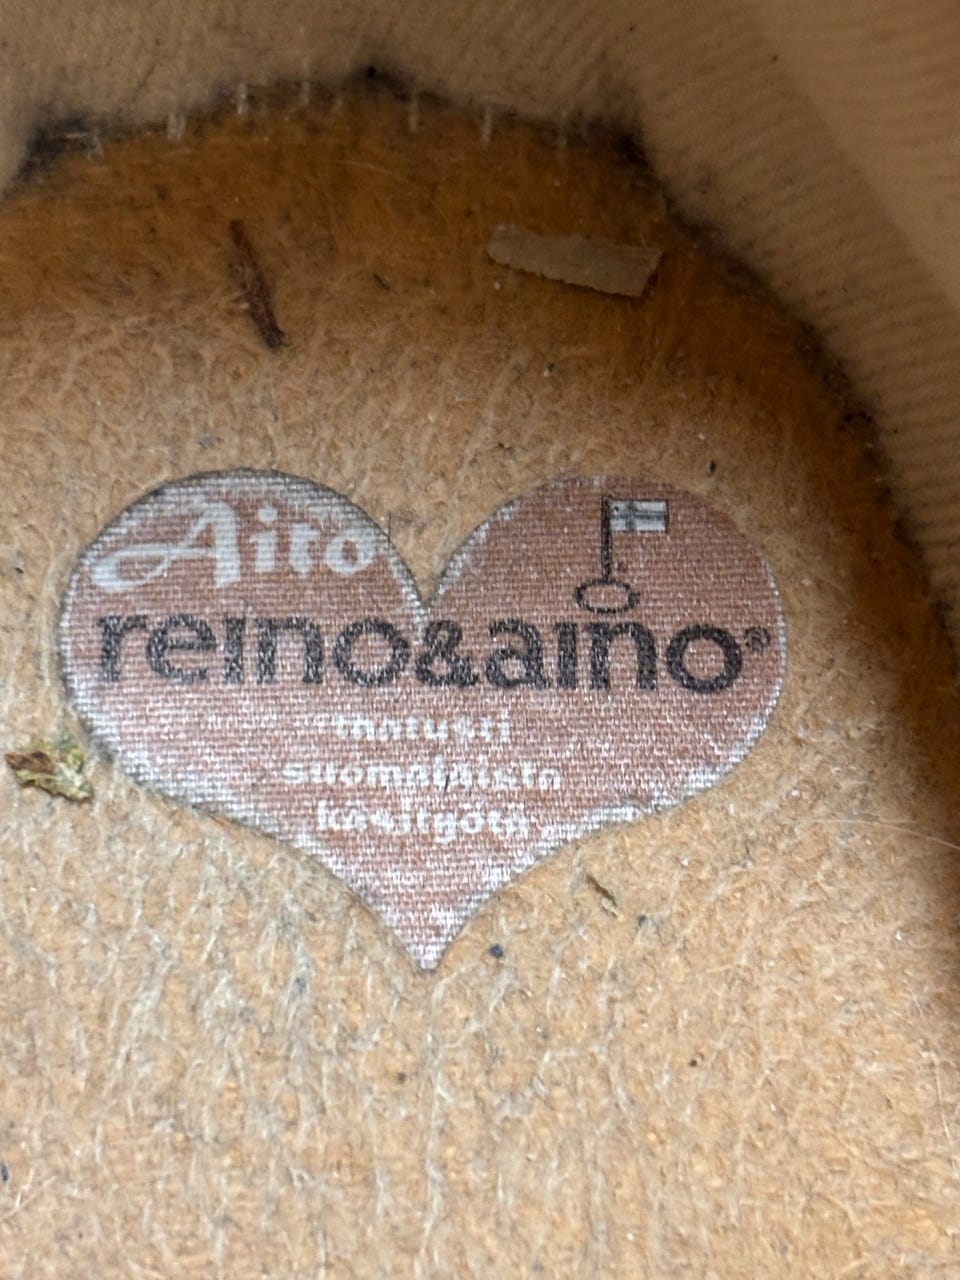 Aito
reino&aino®
suomalaista
käsityötä